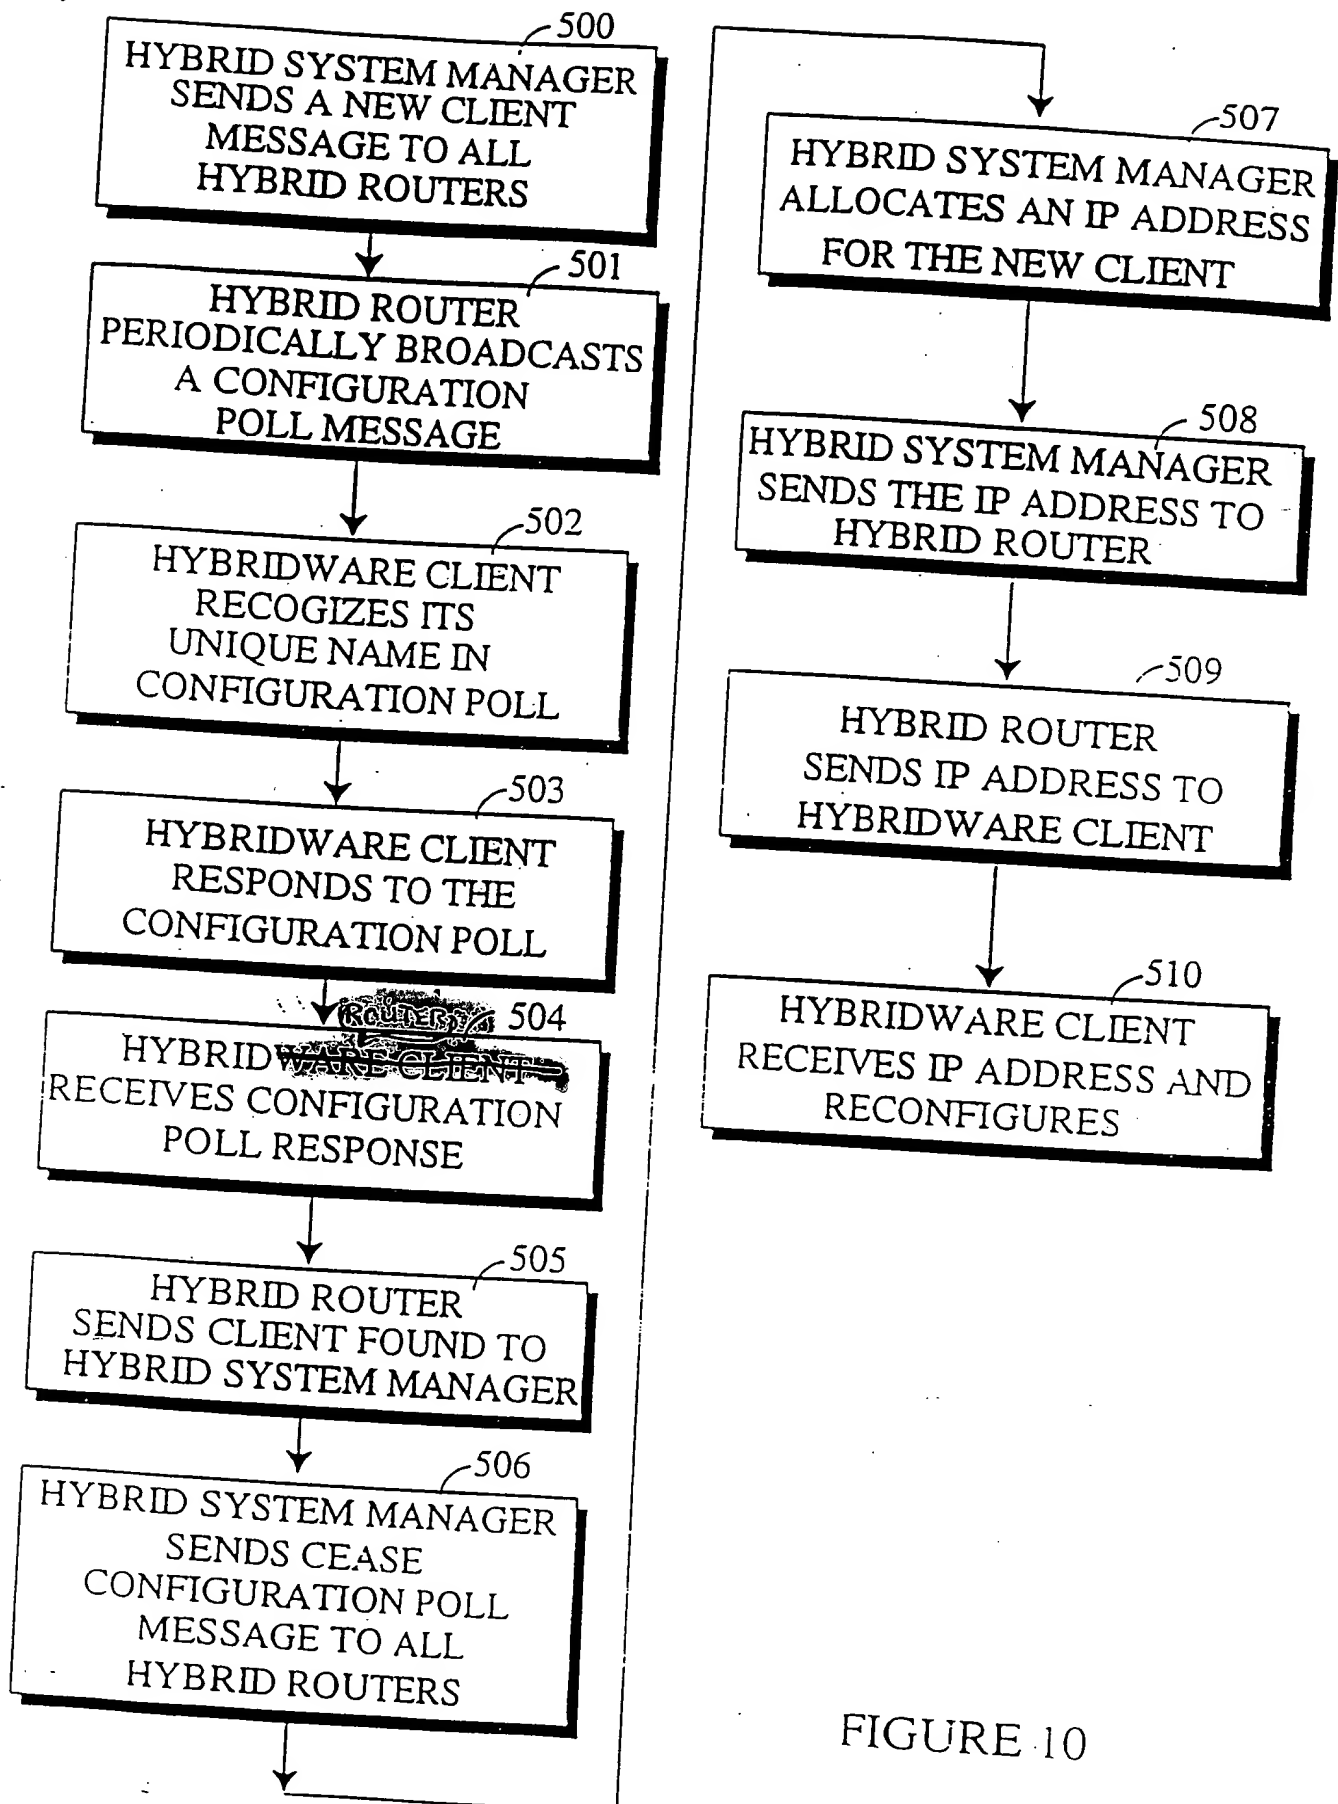 500
HYBRID SYSTEM MANAGER
SENDS A NEW CLIENT
MESSAGE TO ALL
HYBRID ROUTERS
501
HYBRID ROUTER
PERIODICALLY BROADCASTS
A CONFIGURATION
POLL MESSAGE
502
HYBRIDWARE CLIENT
RECOGIZES ITS
UNIQUE NAME IN
CONFIGURATION POLL
503
HYBRIDWARE CLIENT
RESPONDS TO THE
CONFIGURATION POLL
ROUTER 504
HYBRIDWARE CLIENT
RECEIVES CONFIGURATION
POLL RESPONSE
505
HYBRID ROUTER
SENDS CLIENT FOUND TO
HYBRID SYSTEM MANAGER
506
HYBRID SYSTEM MANAGER
SENDS CEASE
CONFIGURATION POLL
MESSAGE TO ALL
HYBRID ROUTERS
507
HYBRID SYSTEM MANAGER
ALLOCATES AN IP ADDRESS
FOR THE NEW CLIENT
508
HYBRID SYSTEM MANAGER
SENDS THE IP ADDRESS TO
HYBRID ROUTER
509
HYBRID ROUTER
SENDS IP ADDRESS TO
HYBRIDWARE CLIENT
510
HYBRIDWARE CLIENT
RECEIVES IP ADDRESS AND
RECONFIGURES
FIGURE 10